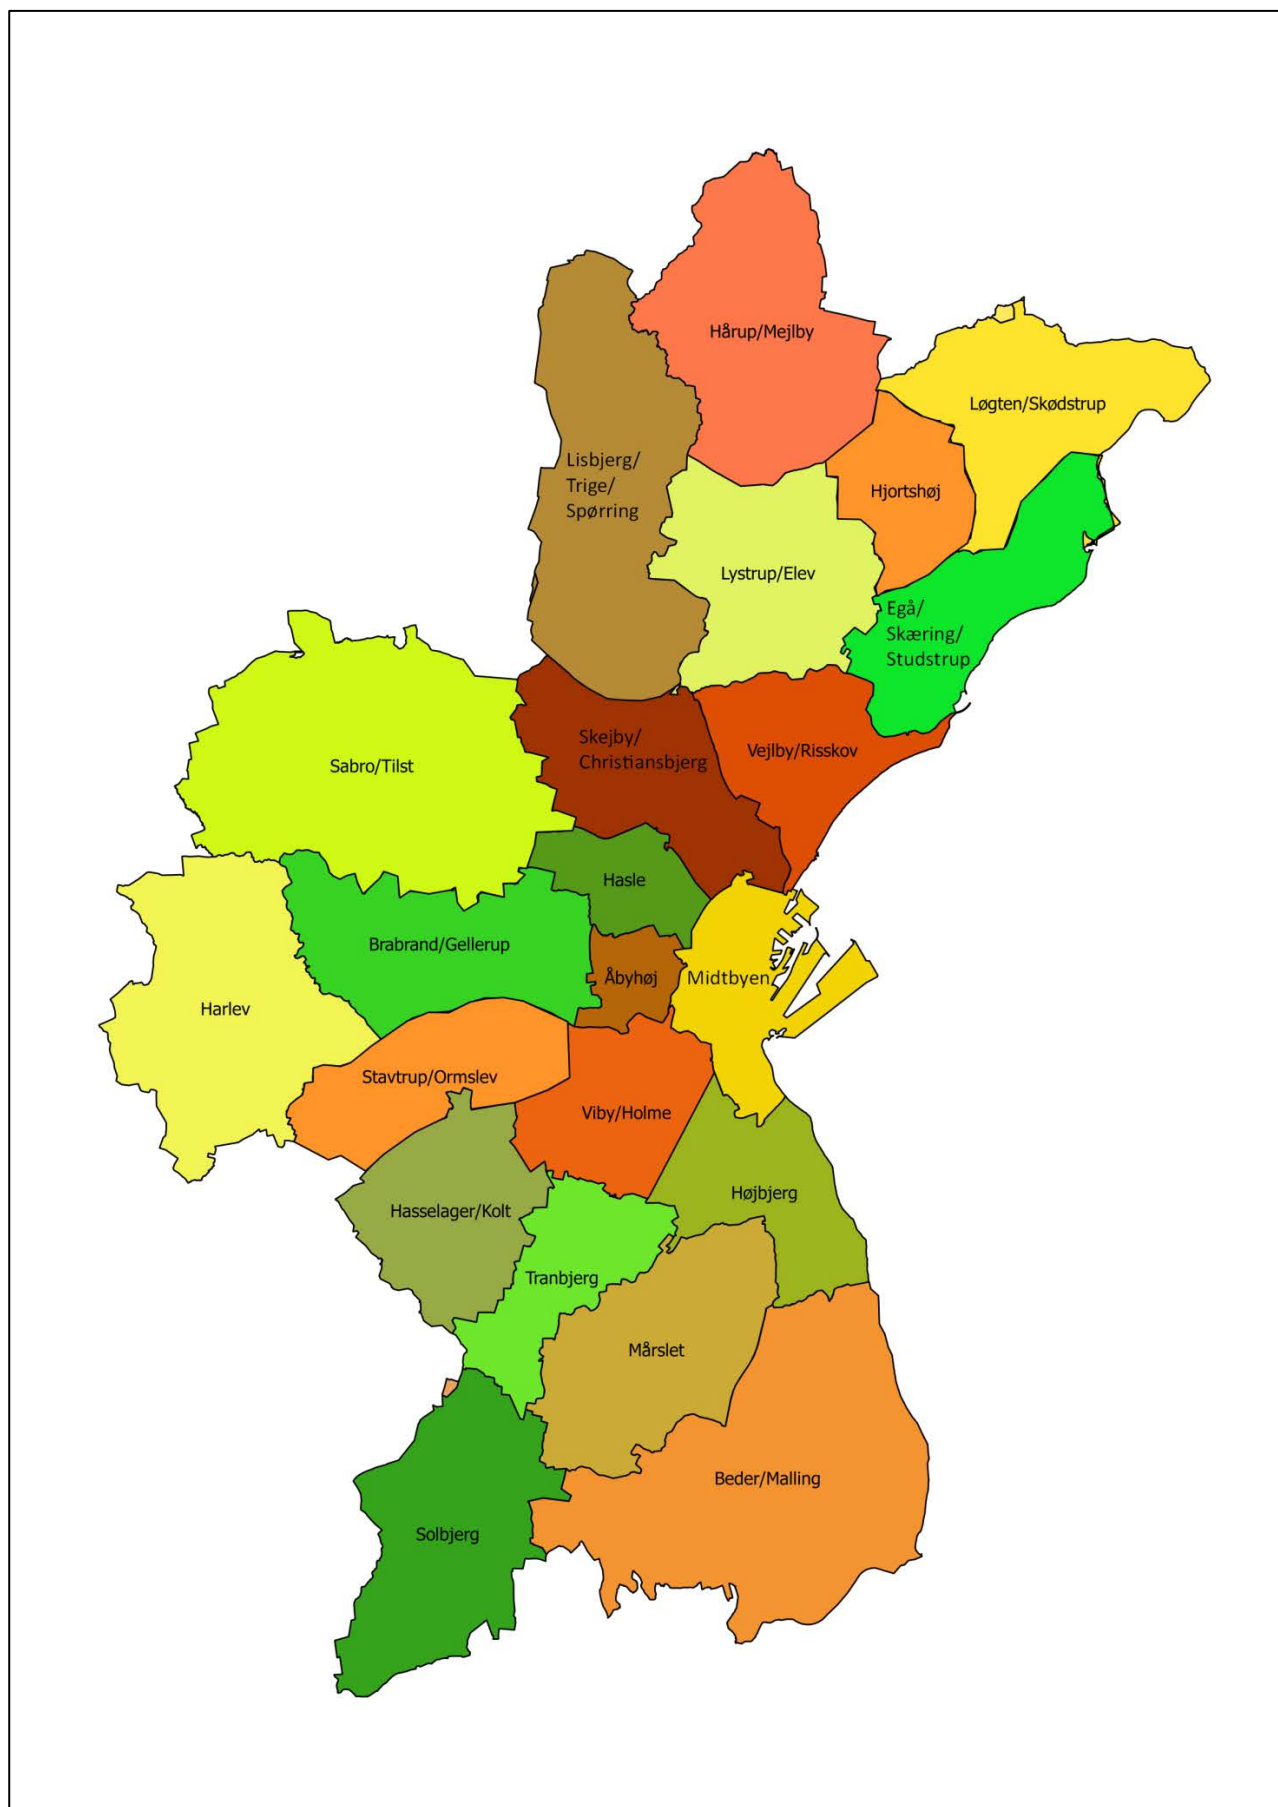 Hårup/Mejlby
Løgten/Skødstrup
Lisbjerg/
Trige/
Spørring
Hjortshøj
Lystrup/Elev
Egå/
Skæring/
Studstrup
Skejby/
Christiansbjerg
Vejlby/Risskov
Sabro/Tilst
Hasle
Brabrand/Gellerup
Åbyhøj
Midtbyen
Harlev
Stavtrup/Ormslev
Viby/Holme
Højbjerg
Hasselager/Kolt
Tranbjerg
Mårslet
Beder/Malling
Solbjerg